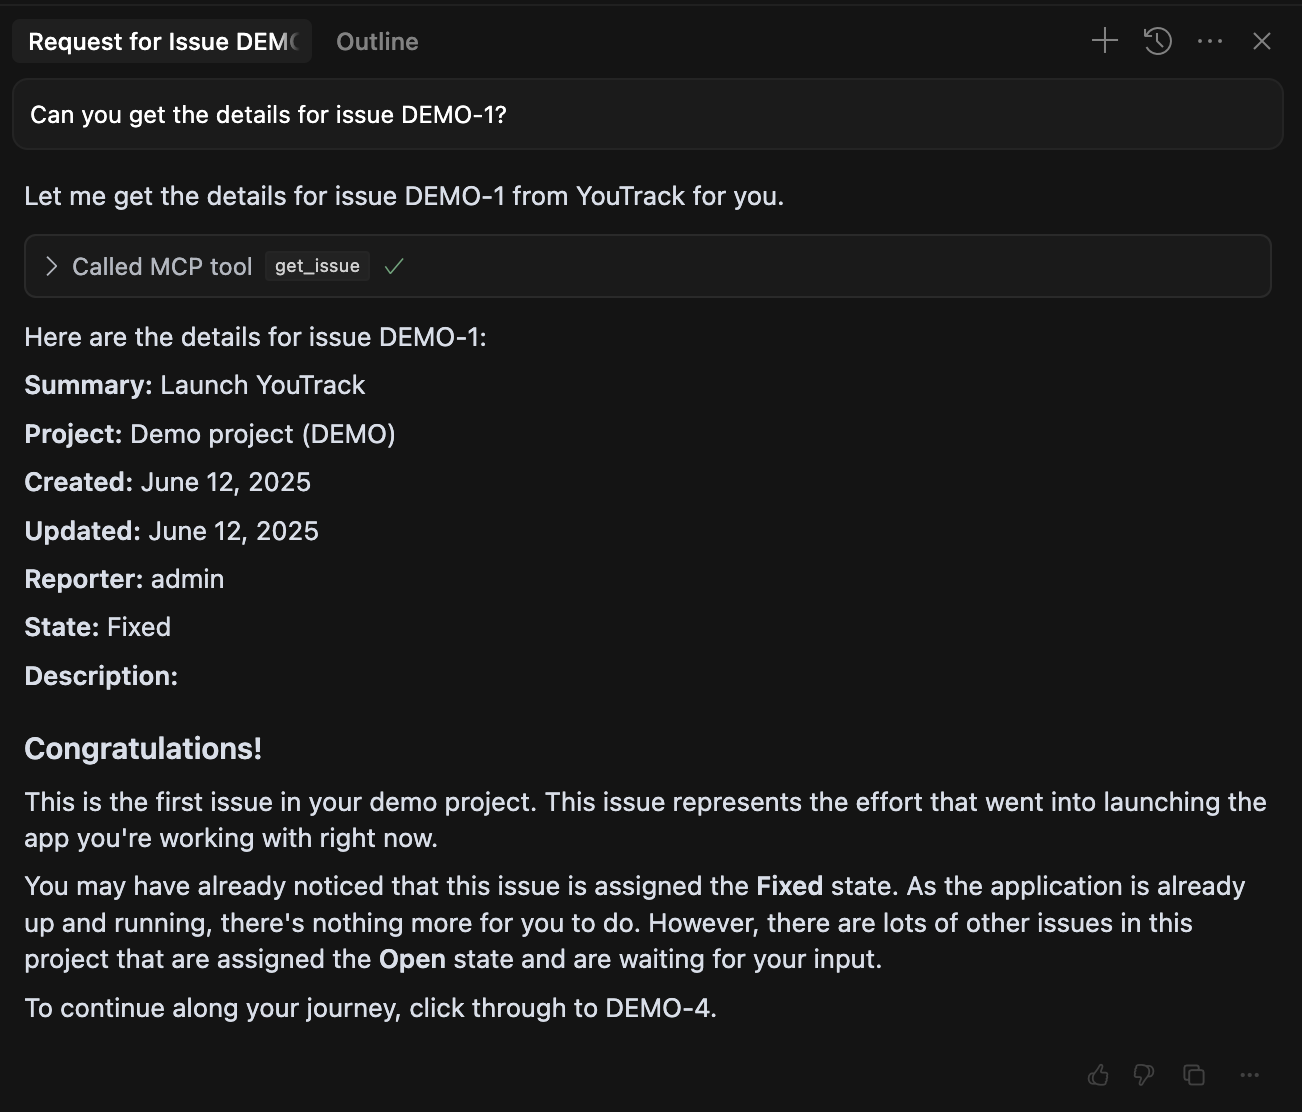 Request for Issue DEMO Outline
Can you get the details for issue DEMO-1?
Let me get the details for issue DEMO-1 from YouTrack for you.
Called MCP tool get_issue
Here are the details for issue DEMO-1:
Summary: Launch YouTrack
Project: Demo project (DEMO)
Created: June 12, 2025
Updated: June 12, 2025
Reporter: admin
State: Fixed
Description:
Congratulations!
This is the first issue in your demo project. This issue represents the effort that went into launching the
app you're working with right now.
You may have already noticed that this issue is assigned the Fixed state. As the application is already
up and running, there's nothing more for you to do. However, there are lots of other issues in this
project that are assigned the Open state and are waiting for your input.
To continue along your journey, click through to DEMO-4.